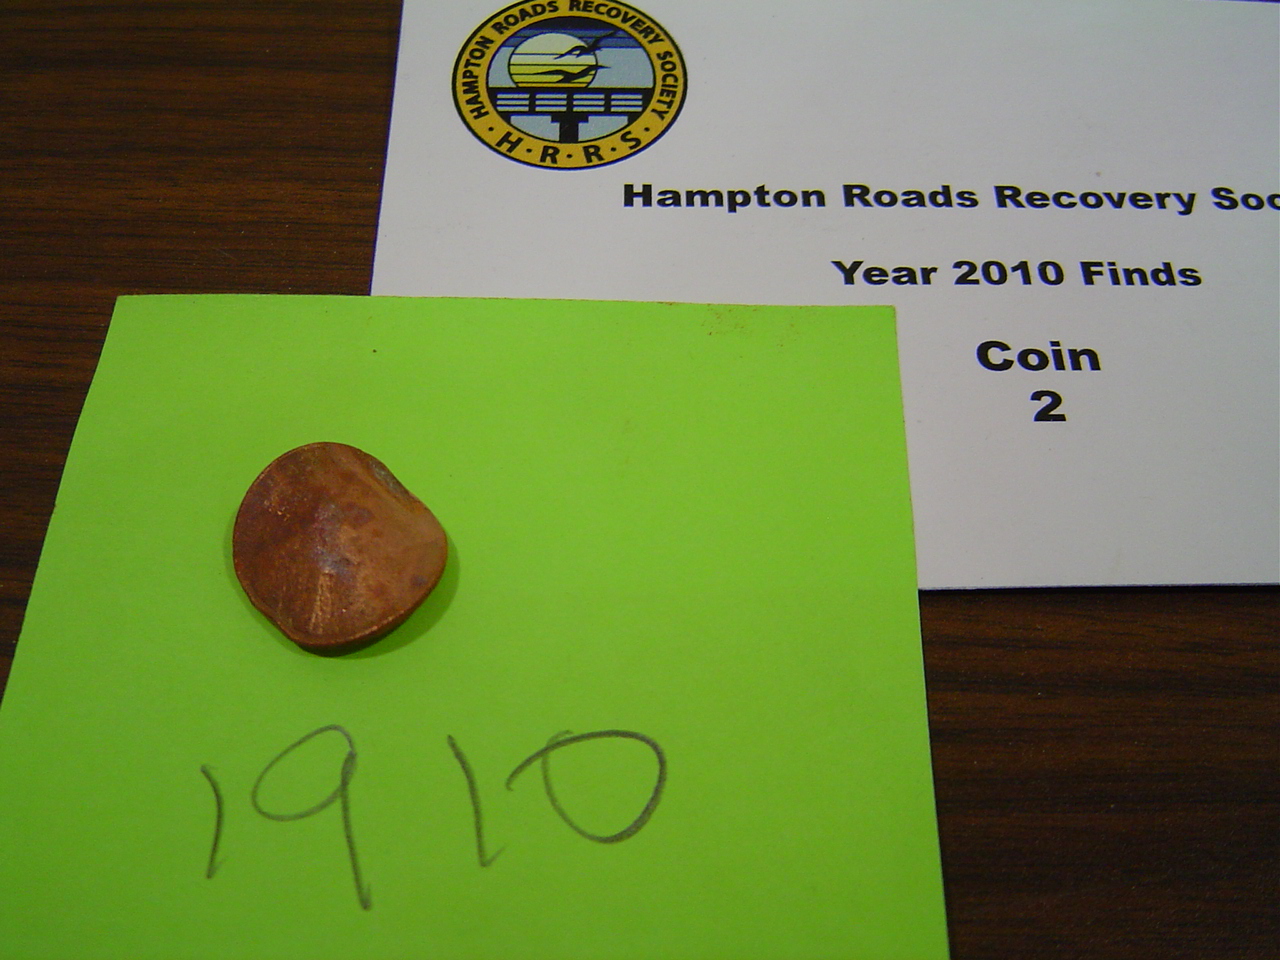 HAMPTON ROADS RECOVERY SOCIETY
· H · R · R · S ·
Hampton Roads Recovery Soc
Year 2010 Finds
Coin
2
1910